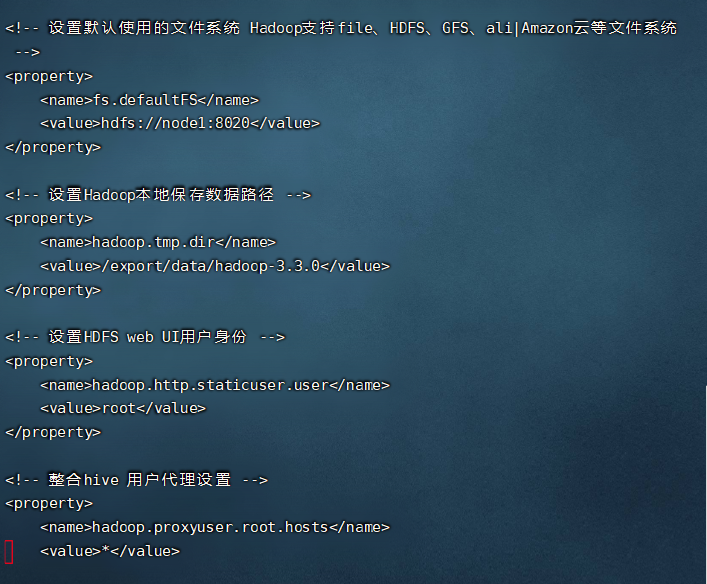 <!-- 设置默认使用的文件系统 Hadoop支持file、HDFS、GFS、ali|Amazon云等文件系统
 -->
<property>
    <name>fs.defaultFS</name>
    <value>hdfs://node1:8020</value>
</property>

<!-- 设置Hadoop本地保存数据路径 -->
<property>
    <name>hadoop.tmp.dir</name>
    <value>/export/data/hadoop-3.3.0</value>
</property>

<!-- 设置HDFS web UI用户身份 -->
<property>
    <name>hadoop.http.staticuser.user</name>
    <value>root</value>
</property>

<!-- 整合hive 用户代理设置 -->
<property>
    <name>hadoop.proxyuser.root.hosts</name>
    <value>*</value>